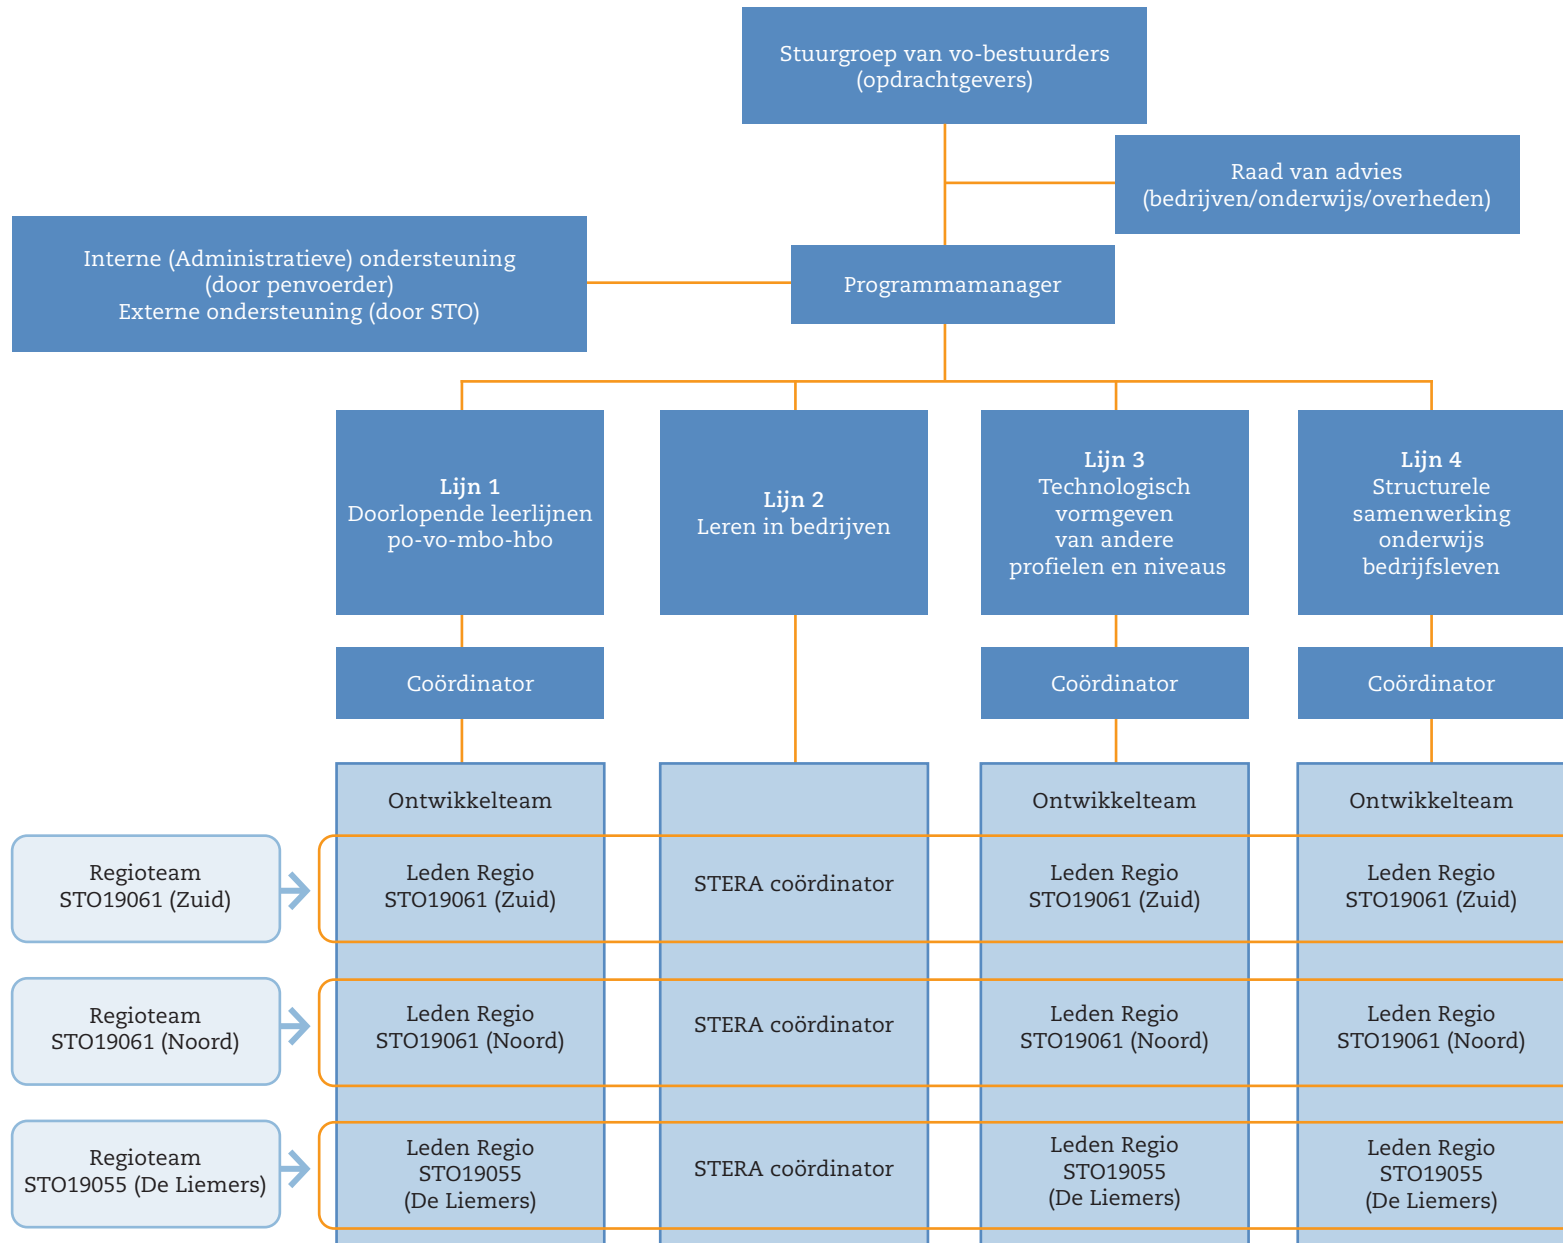 Stuurgroep van vo-bestuurders
(opdrachtgevers)
Raad van advies
(bedrijven/onderwijs/overheden)
Interne (Administratieve) ondersteuning
(door penvoerder)
Externe ondersteuning (door STO)
Programmamanager
Lijn 1
Doorlopende leerlijnen
po-vo-mbo-hbo
Lijn 2
Leren in bedrijven
Lijn 3
Technologisch
vormgeven
van andere
profielen en niveaus
Lijn 4
Structurele
samenwerking
onderwijs
bedrijfsleven
Coördinator
Coördinator
Coördinator
Ontwikkelteam
Ontwikkelteam
Ontwikkelteam
Regioteam
STO19061 (Zuid)
Leden Regio
STO19061 (Zuid)
STERA coördinator
Leden Regio
STO19061 (Zuid)
Leden Regio
STO19061 (Zuid)
Regioteam
STO19061 (Noord)
Leden Regio
STO19061 (Noord)
STERA coördinator
Leden Regio
STO19061 (Noord)
Leden Regio
STO19061 (Noord)
Regioteam
STO19055 (De Liemers)
Leden Regio
STO19055
(De Liemers)
STERA coördinator
Leden Regio
STO19055
(De Liemers)
Leden Regio
STO19055
(De Liemers)